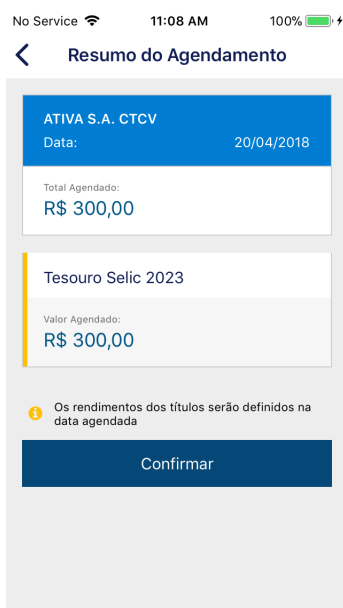 No Service 11:08 AM 100%
Resumo do Agendamento
ATIVA S.A. CTCV
Data: 20/04/2018
Total Agendado:
R$ 300,00
Tesouro Selic 2023
Valor Agendado:
R$ 300,00
Os rendimentos dos títulos serão definidos na
data agendada
Confirmar